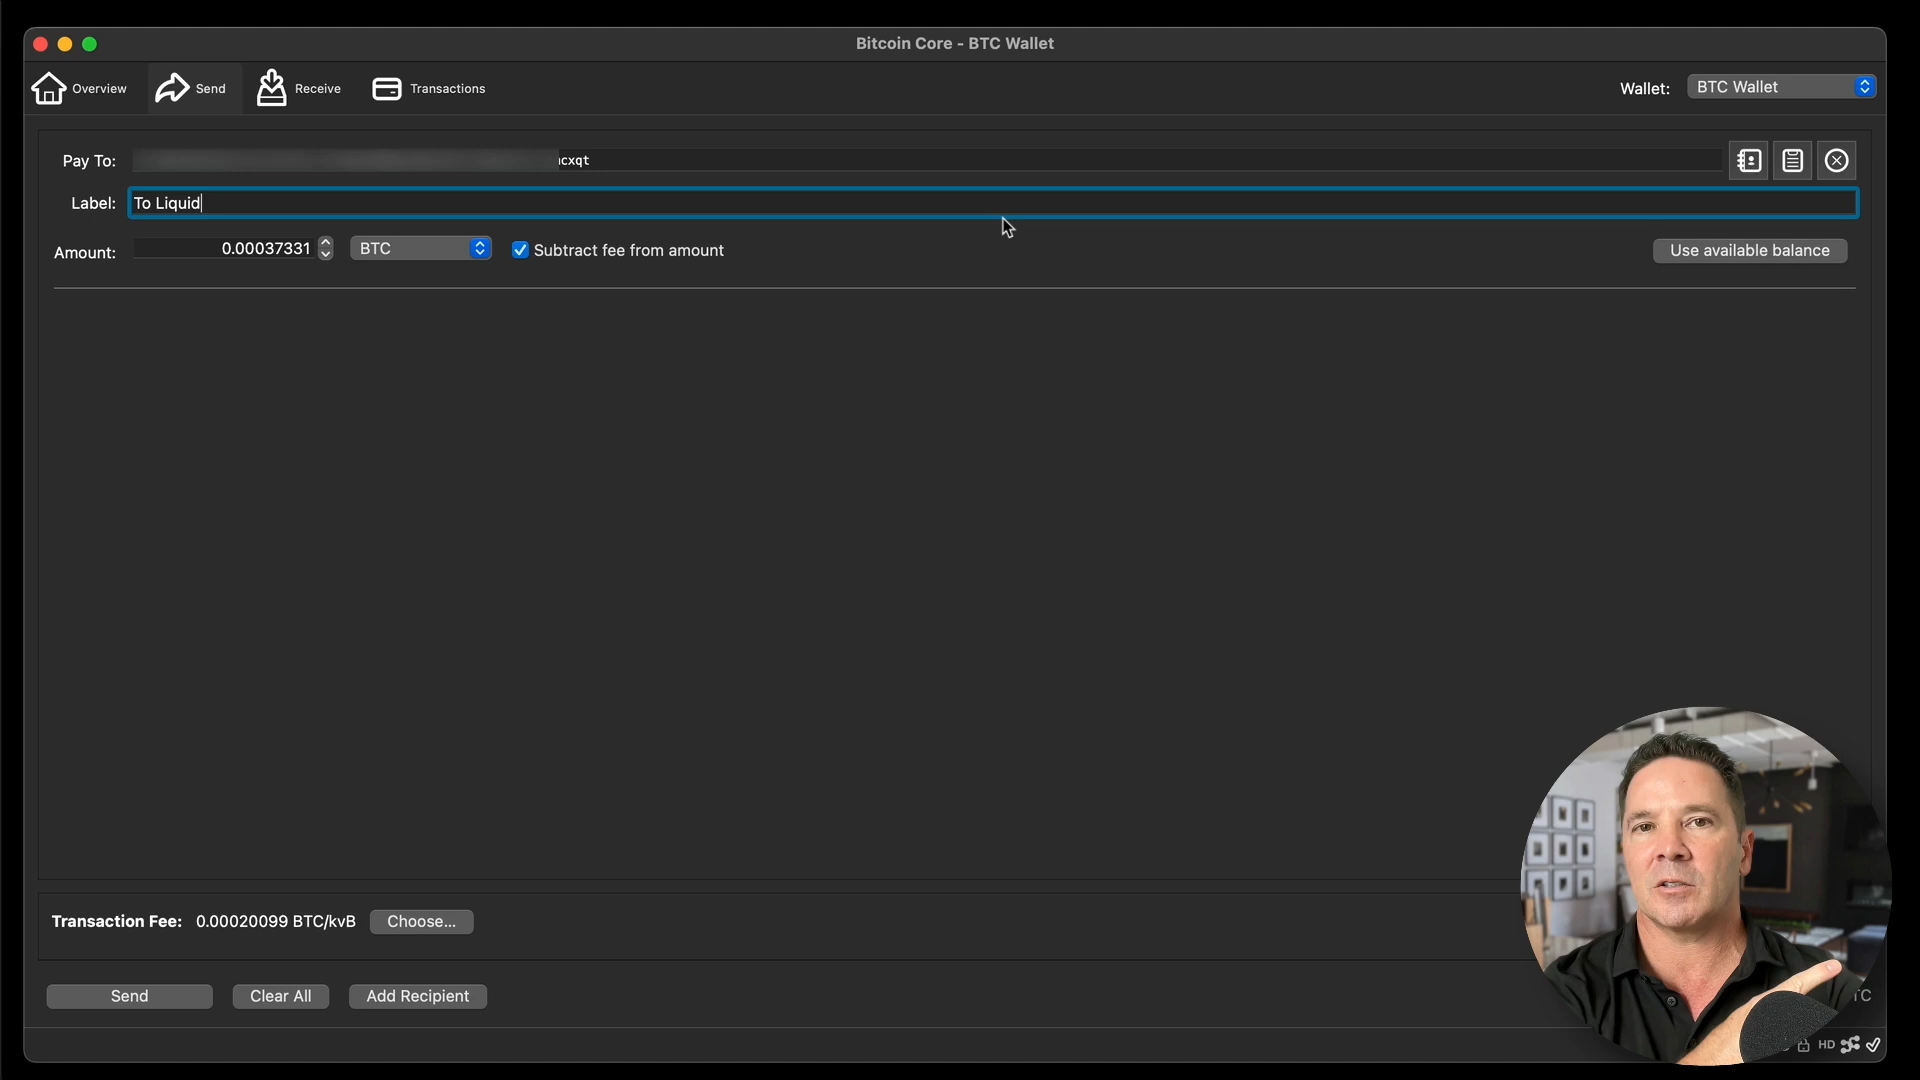 Bitcoin Core - BTC Wallet
Overview
Send
Receive
Transactions
Wallet:
BTC Wallet
Pay To:
cxqt
Label:
To Liquid
Amount:
0.00037331
BTC
Subtract fee from amount
Use available balance
Transaction Fee:
0.00020099 BTC/kvB
Choose...
Send
Clear All
Add Recipient
TC
HD